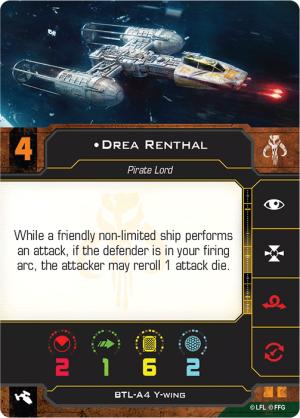 4
•Drea Renthal
Pirate Lord
While a friendly non-limited ship performs
an attack, if the defender is in your firing
arc, the attacker may reroll 1 attack die.
2 1 6 2
BTL-A4 Y-wing
© LFL © FFG